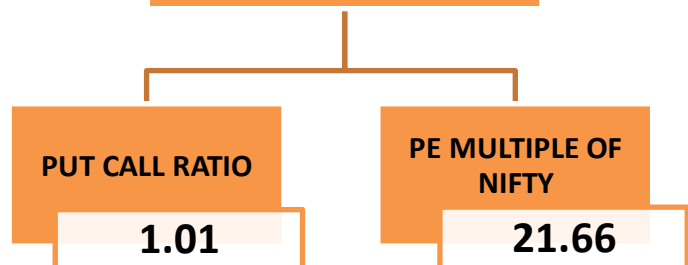 PUT CALL RATIO
1.01
PE MULTIPLE OF
NIFTY
21.66